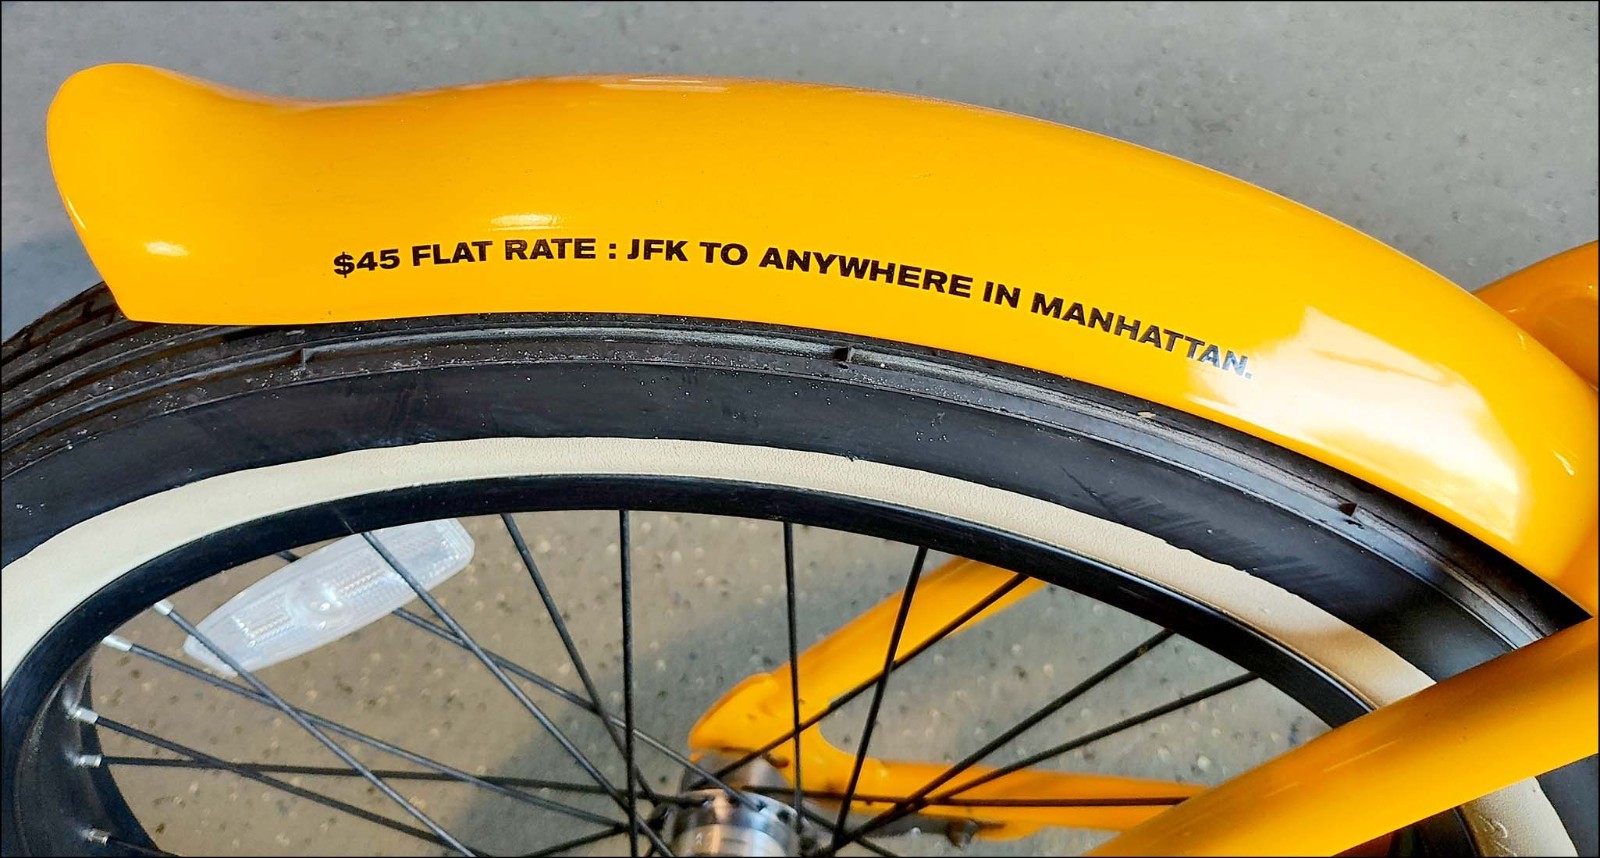 $45 FLAT RATE : JFK TO ANYWHERE IN MANHATTAN.